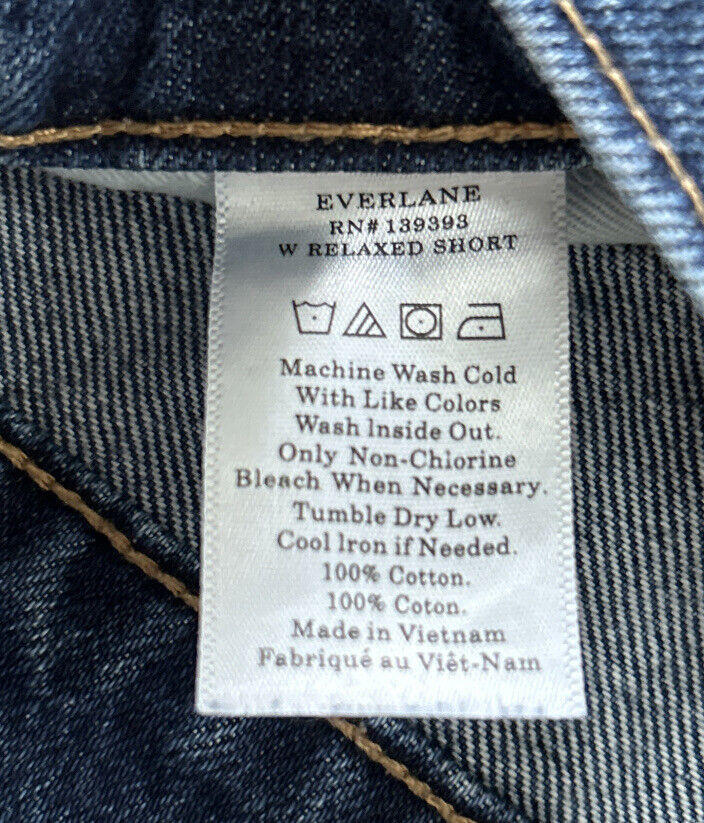 EVERLANE
RN# 139393
W RELAXED SHORT
Machine Wash Cold
With Like Colors
Wash Inside Out.
Only Non-Chlorine
Bleach When Necessary.
Tumble Dry Low.
Cool Iron if Needed.
100% Cotton.
100% Coton.
Made in Vietnam
Fabriqué au Viêt-Nam